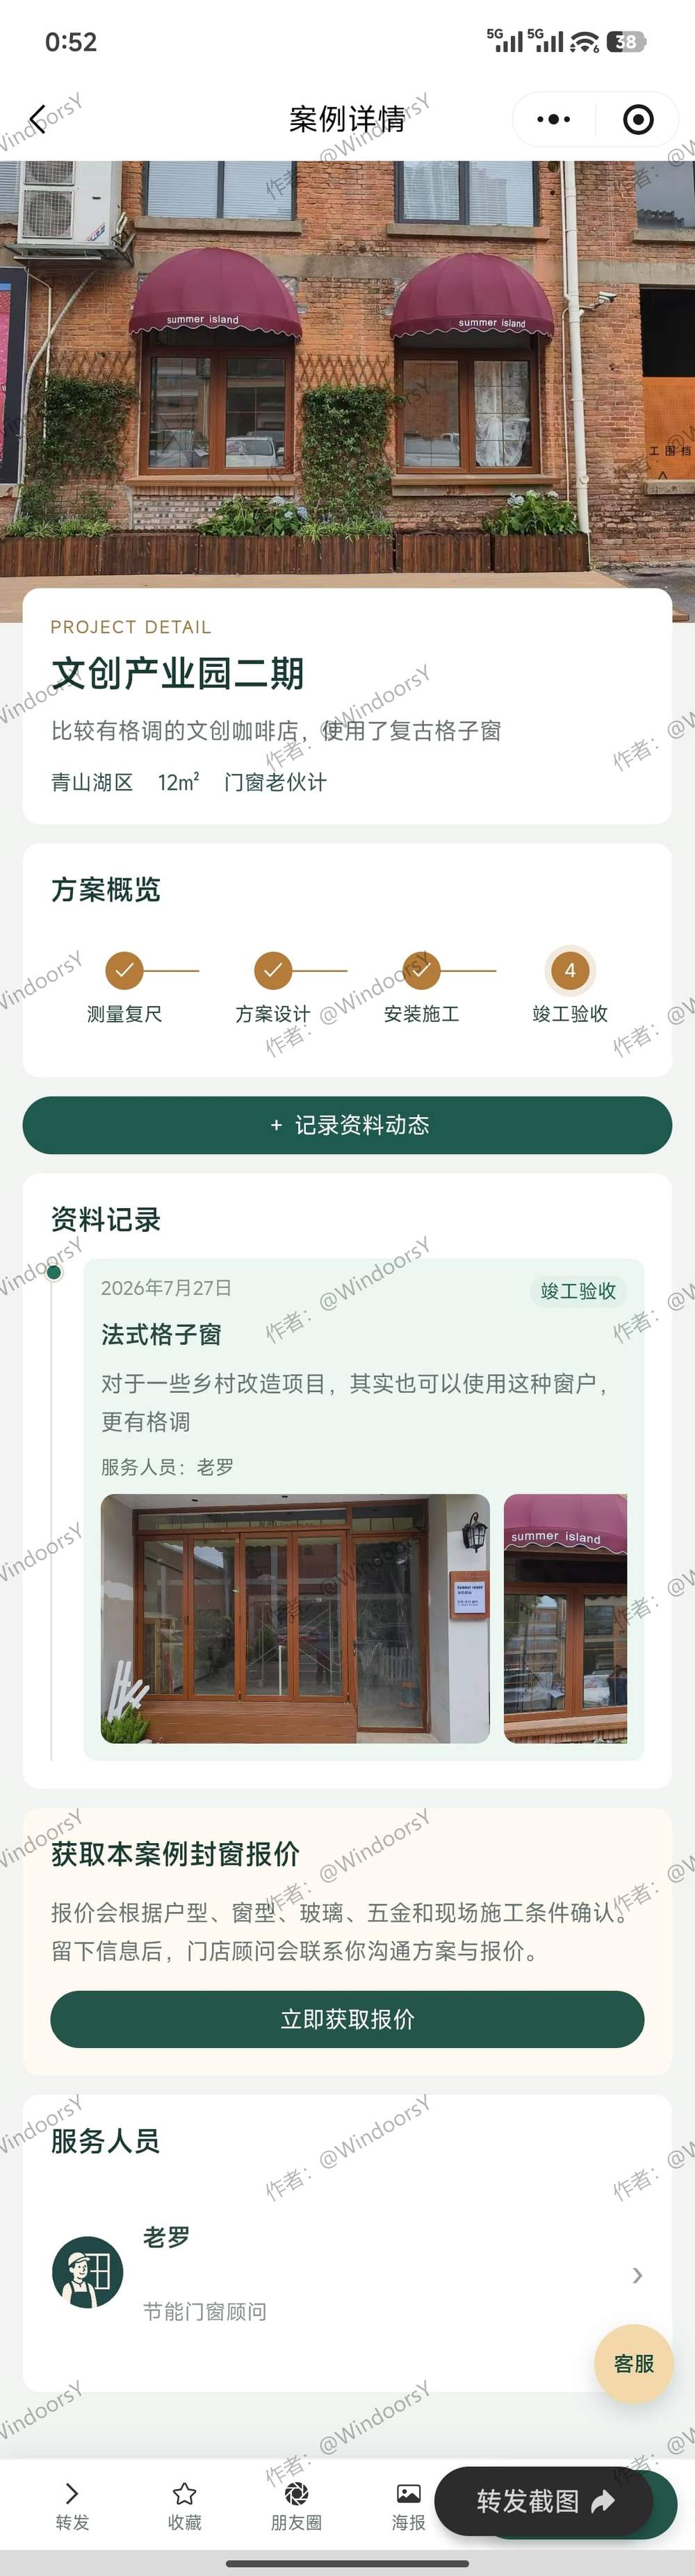 0:52
5G 5G 6 38
案例详情
summer island
summer island
工围挡
PROJECT DETAIL
文创产业园二期
比较有格调的文创咖啡店，使用了复古格子窗
青山湖区 12m² 门窗老伙计
方案概览
4
测量复尺 方案设计 安装施工 竣工验收
+ 记录资料动态
资料记录
2026年7月27日 竣工验收
法式格子窗
对于一些乡村改造项目，其实也可以使用这种窗户，
更有格调
服务人员：老罗
summer island
Summer island
获取本案例封窗报价
报价会根据户型、窗型、玻璃、五金和现场施工条件确认。
留下信息后，门店顾问会联系你沟通方案与报价。
立即获取报价
服务人员
老罗
节能门窗顾问
客服
转发 收藏 朋友圈 海报
转发截图
作者：@WindoorsY